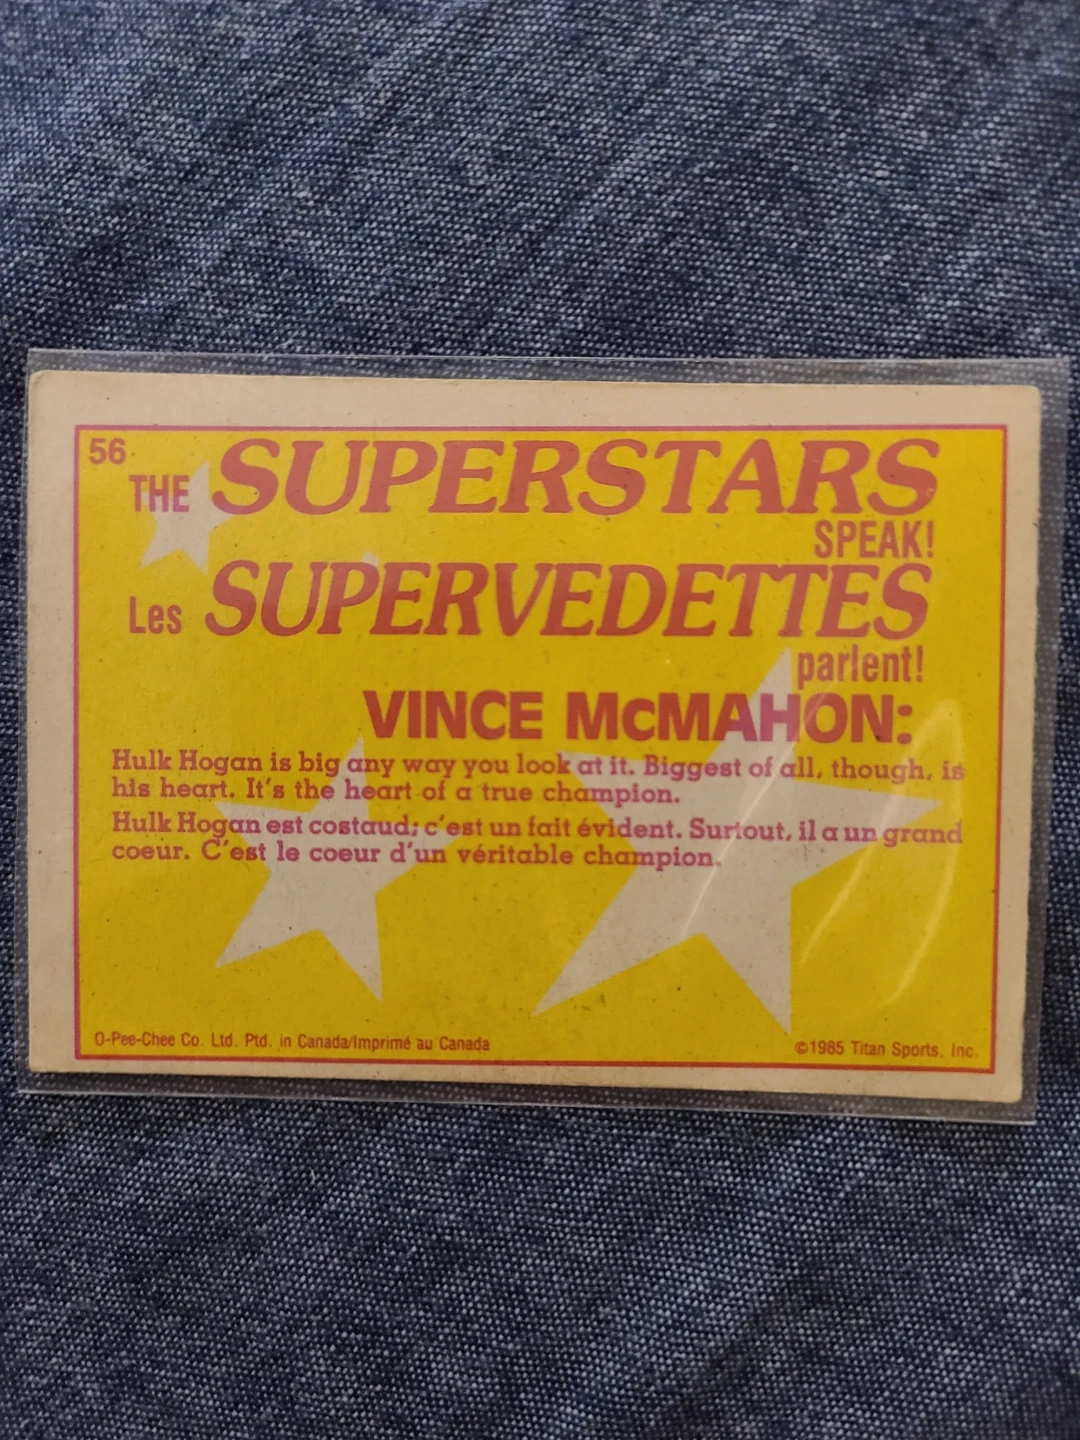 56
THE SUPERSTARS
SPEAK!
Les SUPERVEDETTES
parlent!
VINCE McMAHON:
Hulk Hogan is big any way you look at it. Biggest of all, though, is
his heart. It's the heart of a true champion.
Hulk Hogan est costaud; c'est un fait évident. Surtout, il a un grand
coeur. C'est le coeur d'un véritable champion.
O-Pee-Chee Co. Ltd. Ptd. in Canada/Imprimé au Canada
©1985 Titan Sports, Inc.